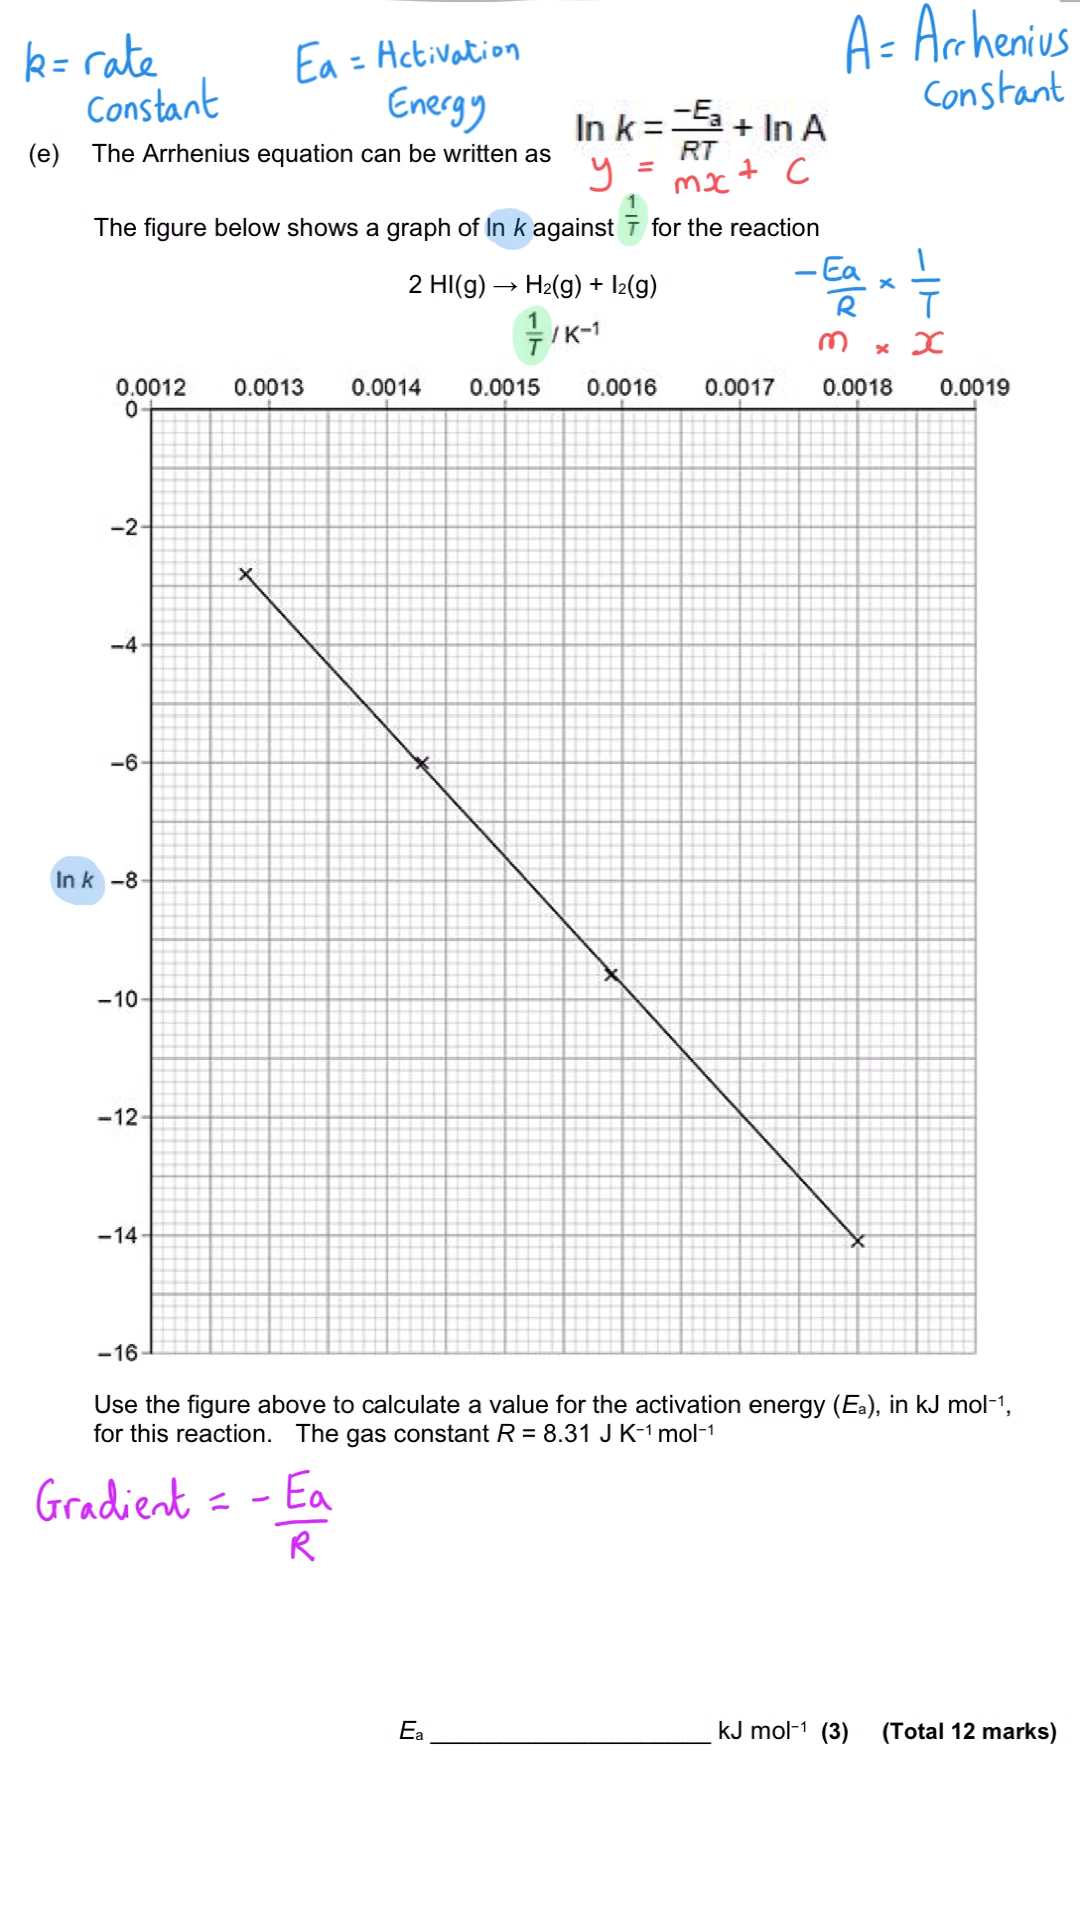 k = rate constant
Ea = Activation Energy
A = Arrhenius Constant
(e) The Arrhenius equation can be written as ln k = −Ea/RT + ln A
y = mx + c
The figure below shows a graph of ln k against 1/T for the reaction
2 HI(g) → H₂(g) + I₂(g)
−Ea/R × 1/T
m × x
1/T / K⁻¹
0.0012 0.0013 0.0014 0.0015 0.0016 0.0017 0.0018 0.0019
0
−2
−4
−6
ln k −8
−10
−12
−14
−16
Use the figure above to calculate a value for the activation energy (Eₐ), in kJ mol⁻¹,
for this reaction. The gas constant R = 8.31 J K⁻¹ mol⁻¹
Gradient = −Ea/R
Eₐ ____________________ kJ mol⁻¹ (3) (Total 12 marks)